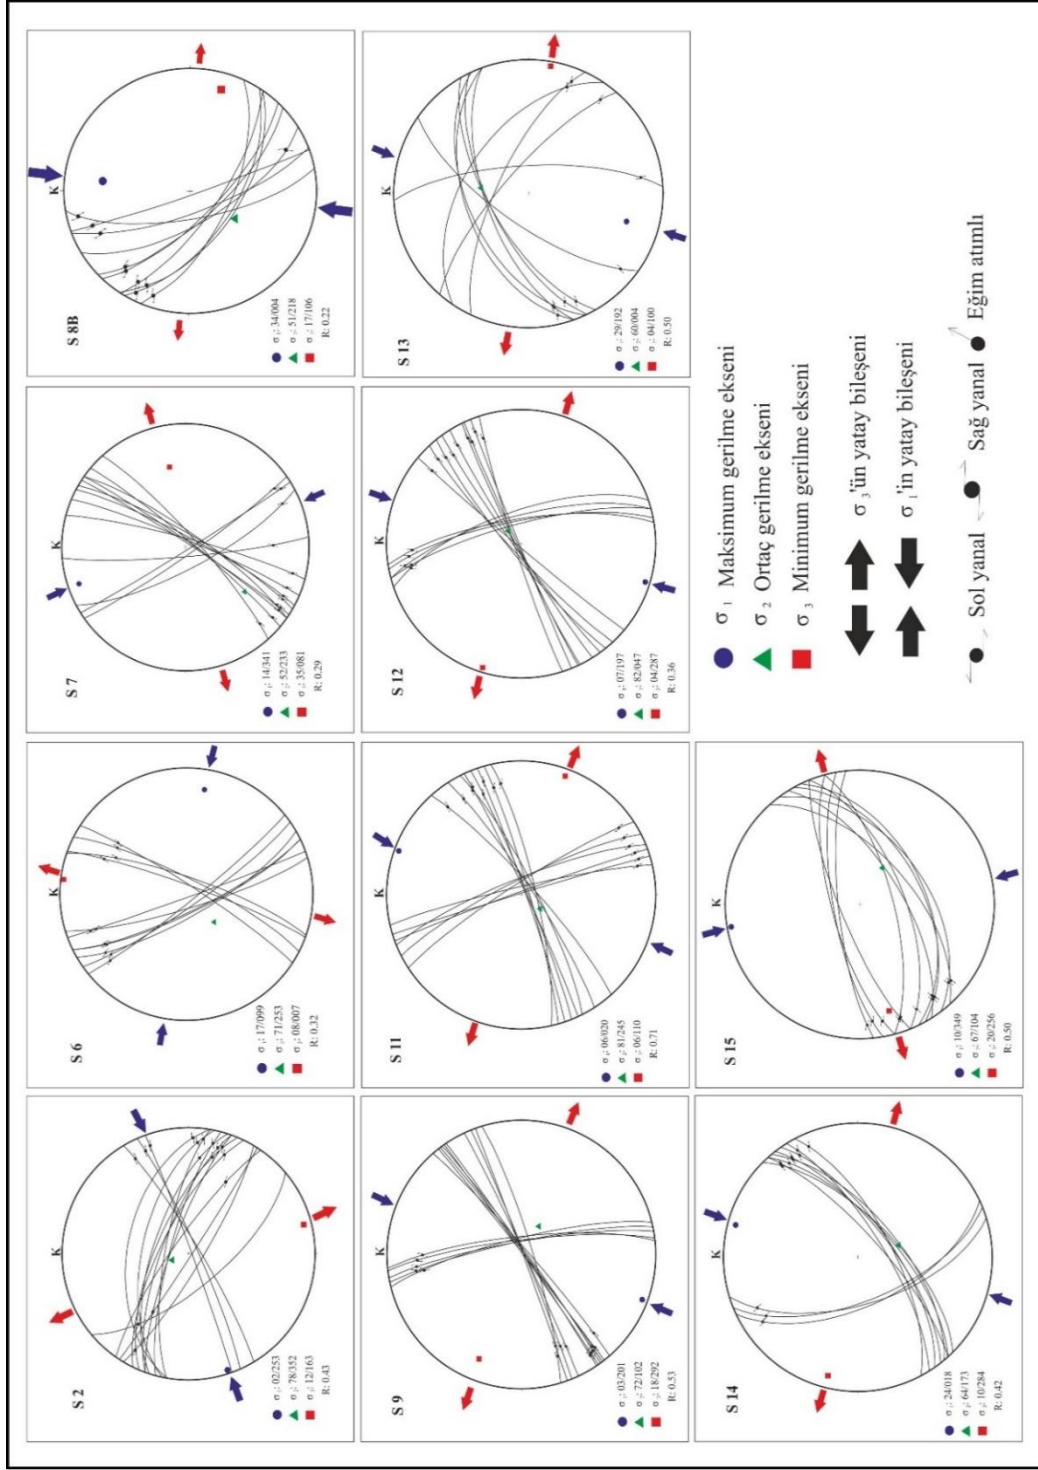 S 2
K
σ₁: 02/253
σ₂: 78/352
σ₃: 12/163
R: 0.43
S 6
K
σ₁: 17/099
σ₂: 71/253
σ₃: 08/007
R: 0.32
S 7
K
σ₁: 14/341
σ₂: 52/233
σ₃: 35/081
R: 0.29
S 8B
K
σ₁: 34/004
σ₂: 51/218
σ₃: 17/106
R: 0.22
S 9
K
σ₁: 03/201
σ₂: 72/102
σ₃: 18/292
R: 0.53
S 11
K
σ₁: 06/020
σ₂: 81/245
σ₃: 06/110
R: 0.71
S 12
K
σ₁: 07/197
σ₂: 82/047
σ₃: 04/287
R: 0.36
S 13
K
σ₁: 29/192
σ₂: 60/004
σ₃: 04/100
R: 0.50
S 14
K
σ₁: 24/018
σ₂: 64/173
σ₃: 10/284
R: 0.42
S 15
K
σ₁: 10/349
σ₂: 67/104
σ₃: 20/256
R: 0.50
σ₁ Maksimum gerilme ekseni
σ₂ Ortaç gerilme ekseni
σ₃ Minimum gerilme ekseni
σ₃'ün yatay bileşeni
σ₁'in yatay bileşeni
Sol yanal Sağ yanal Eğim atımlı